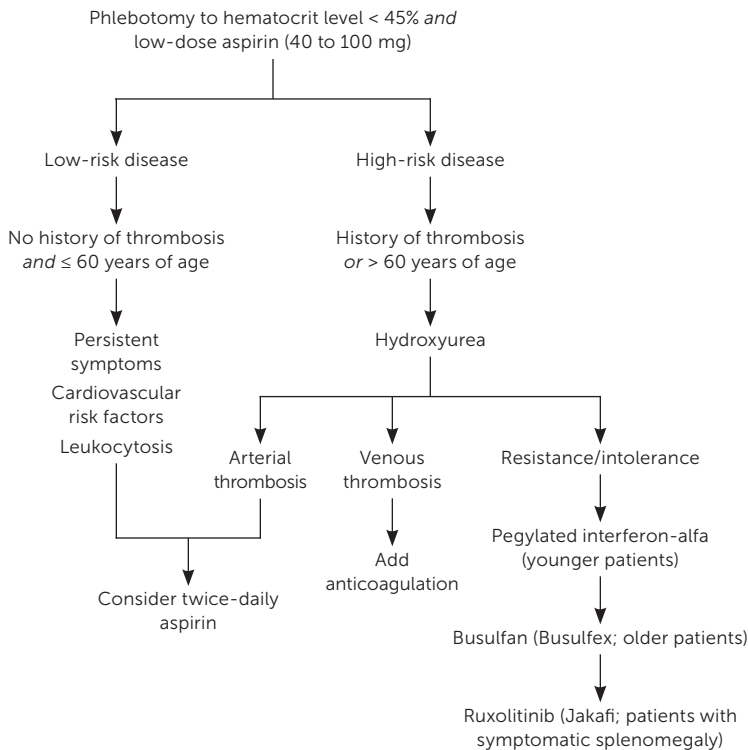 Phlebotomy to hematocrit level < 45% and
low-dose aspirin (40 to 100 mg)
Low-risk disease
High-risk disease
No history of thrombosis
and ≤ 60 years of age
History of thrombosis
or > 60 years of age
Persistent
symptoms
Cardiovascular
risk factors
Leukocytosis
Hydroxyurea
Arterial
thrombosis
Venous
thrombosis
Resistance/intolerance
Consider twice-daily
aspirin
Add
anticoagulation
Pegylated interferon-alfa
(younger patients)
Busulfan (Busulfex; older patients)
Ruxolitinib (Jakafi; patients with
symptomatic splenomegaly)